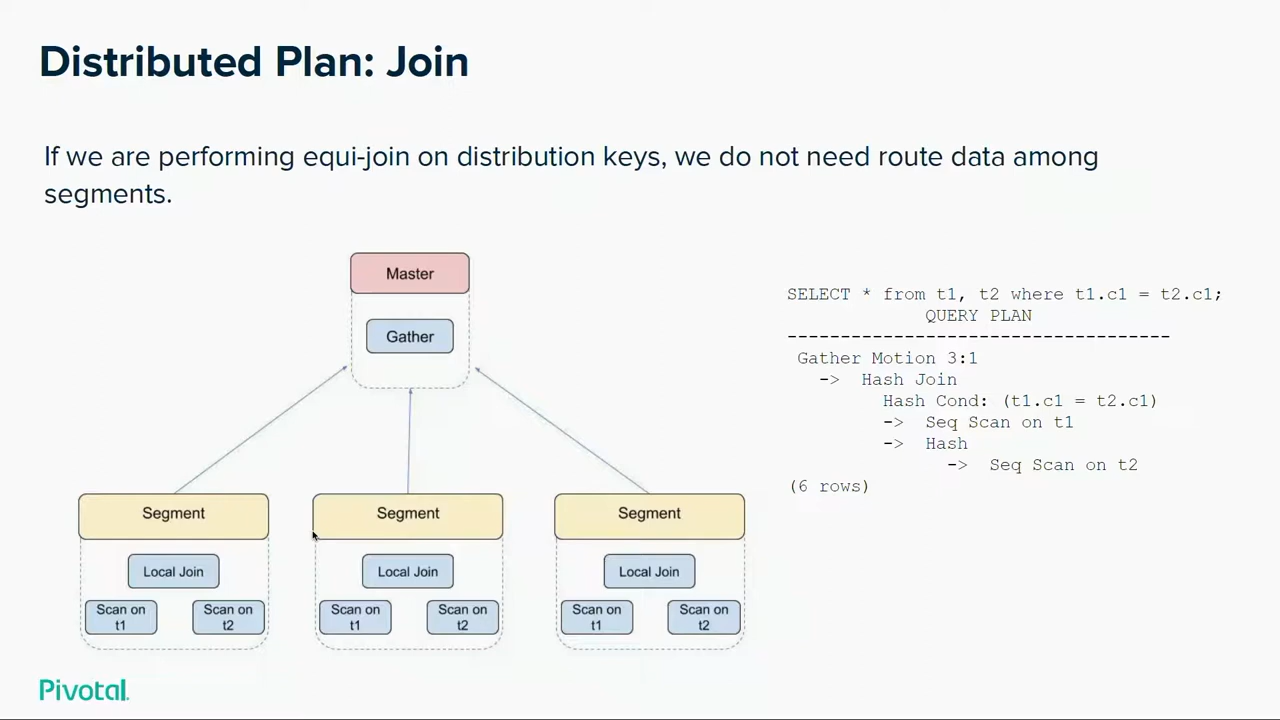 Distributed Plan: Join
If we are performing equi-join on distribution keys, we do not need route data among
segments.
Master
Gather
Segment
Segment
Segment
Local Join
Local Join
Local Join
Scan on
t1
Scan on
t2
Scan on
t1
Scan on
t2
Scan on
t1
Scan on
t2
SELECT * from t1, t2 where t1.c1 = t2.c1;
QUERY PLAN
------------------------------------
Gather Motion 3:1
-> Hash Join
Hash Cond: (t1.c1 = t2.c1)
-> Seq Scan on t1
-> Hash
-> Seq Scan on t2
(6 rows)
Pivotal.